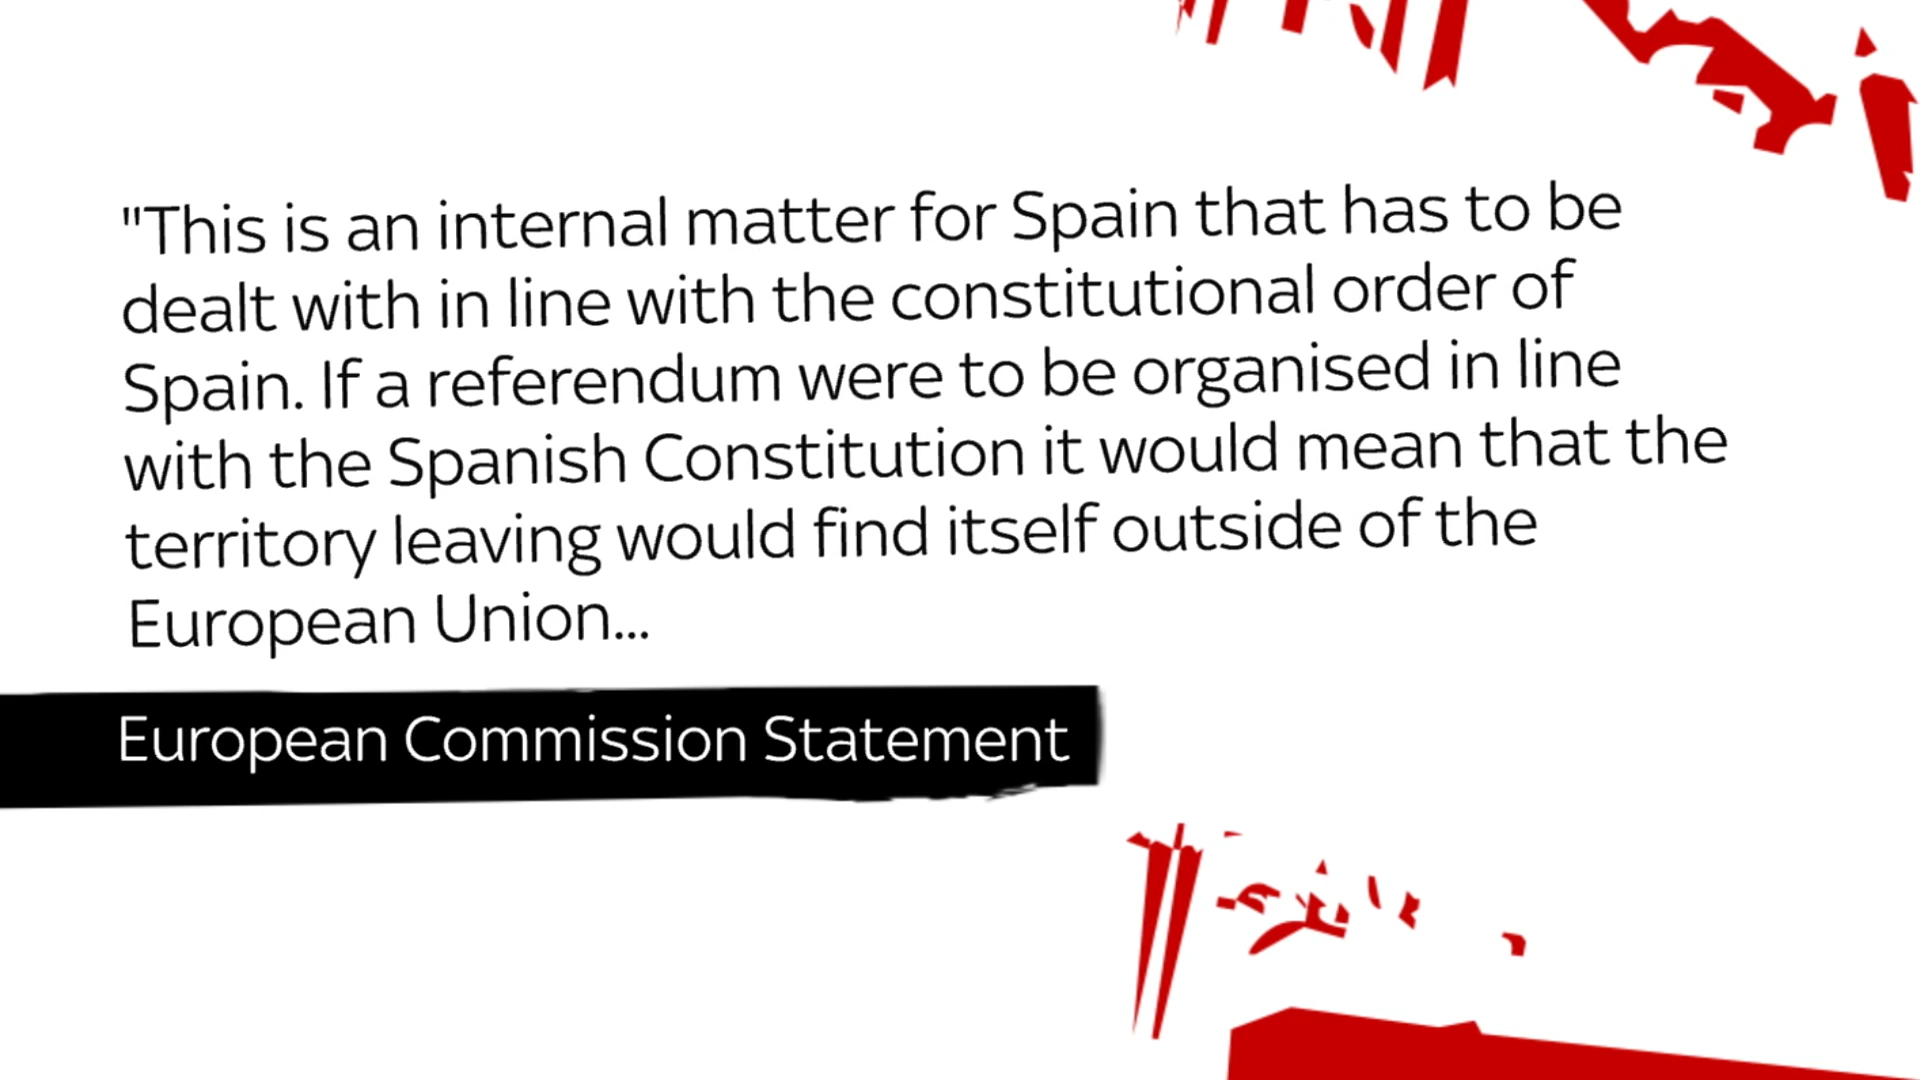 "This is an internal matter for Spain that has to be
dealt with in line with the constitutional order of
Spain. If a referendum were to be organised in line
with the Spanish Constitution it would mean that the
territory leaving would find itself outside of the
European Union...
European Commission Statement